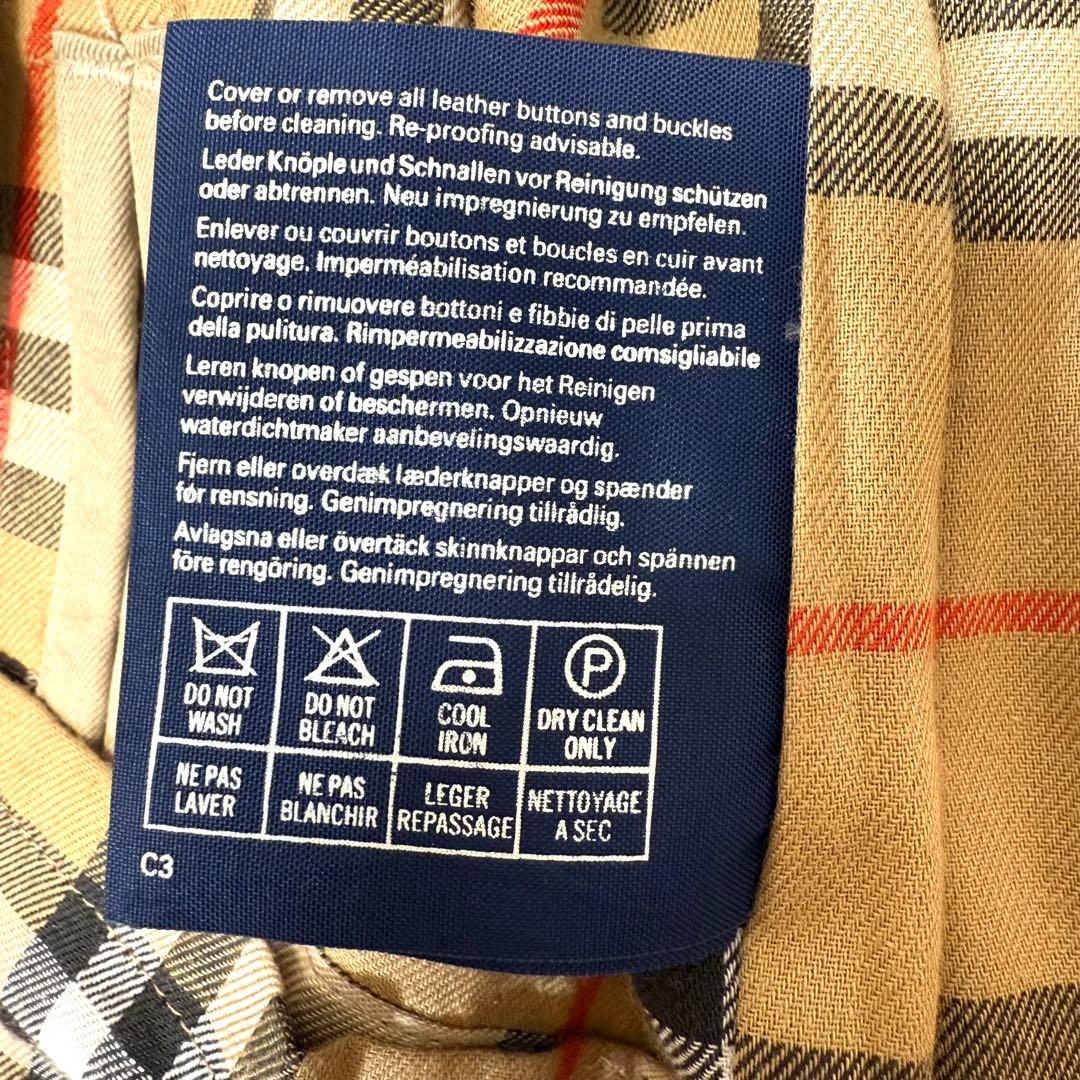 Cover or remove all leather buttons and buckles
before cleaning. Re-proofing advisable.
Leder Knöple und Schnallen vor Reinigung schützen
oder abtrennen. Neu impregnierung zu empfelen.
Enlever ou couvrir boutons et boucles en cuir avant
nettoyage. Imperméabilisation recommandée.
Coprire o rimuovere bottoni e fibbie di pelle prima
della pulitura. Rimpermeabilizzazione comsigliabile
Leren knopen of gespen voor het Reinigen
verwijderen of beschermen. Opnieuw
waterdichtmaker aanbevelingswaardig.
Fjern eller overdæk læderknapper og spænder
før rensning. Genimpregnering tillrådlig.
Avlagsna eller övertäck skinnknappar och spännen
före rengöring. Genimpregnering tillrådelig.
P
DO NOT WASH
DO NOT BLEACH
COOL IRON
DRY CLEAN ONLY
NE PAS LAVER
NE PAS BLANCHIR
LEGER REPASSAGE
NETTOYAGE A SEC
C3